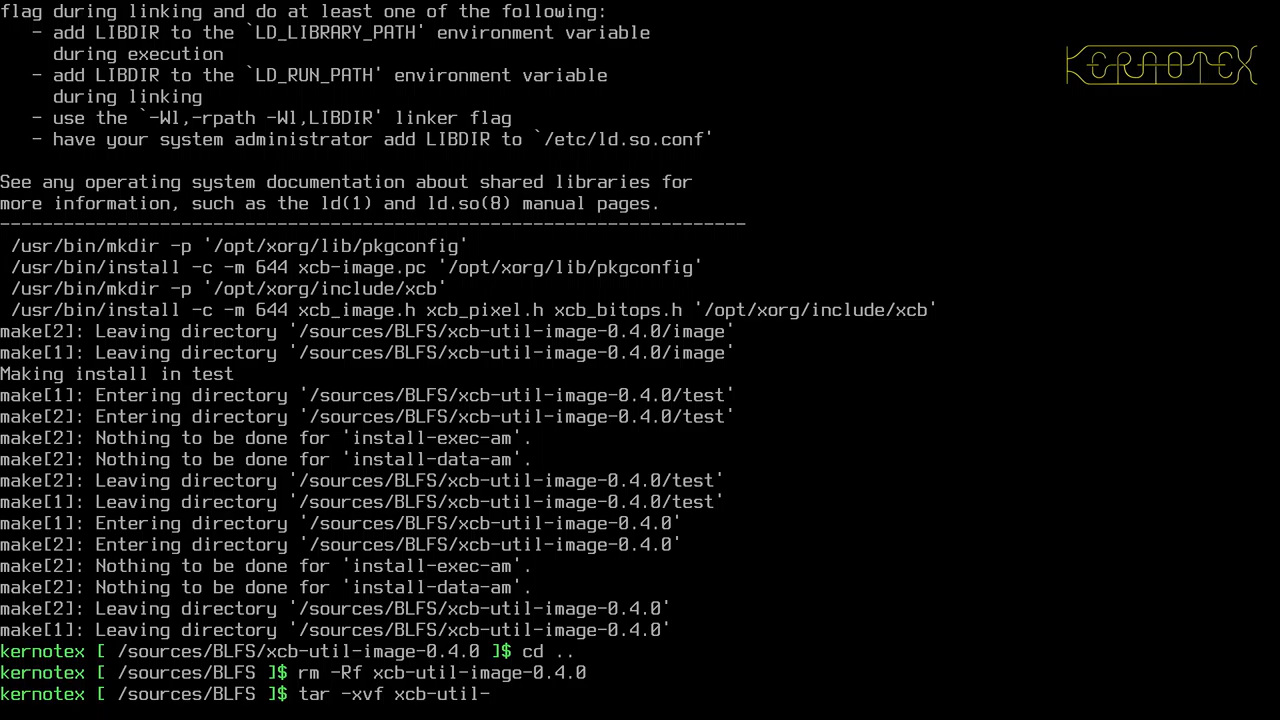 flag during linking and do at least one of the following:
   - add LIBDIR to the `LD_LIBRARY_PATH' environment variable
     during execution
   - add LIBDIR to the `LD_RUN_PATH' environment variable
     during linking
   - use the `-Wl,-rpath -Wl,LIBDIR' linker flag
   - have your system administrator add LIBDIR to `/etc/ld.so.conf'

See any operating system documentation about shared libraries for
more information, such as the ld(1) and ld.so(8) manual pages.
----------------------------------------------------------------------
 /usr/bin/mkdir -p '/opt/xorg/lib/pkgconfig'
 /usr/bin/install -c -m 644 xcb-image.pc '/opt/xorg/lib/pkgconfig'
 /usr/bin/mkdir -p '/opt/xorg/include/xcb'
 /usr/bin/install -c -m 644 xcb_image.h xcb_pixel.h xcb_bitops.h '/opt/xorg/include/xcb'
make[2]: Leaving directory '/sources/BLFS/xcb-util-image-0.4.0/image'
make[1]: Leaving directory '/sources/BLFS/xcb-util-image-0.4.0/image'
Making install in test
make[1]: Entering directory '/sources/BLFS/xcb-util-image-0.4.0/test'
make[2]: Entering directory '/sources/BLFS/xcb-util-image-0.4.0/test'
make[2]: Nothing to be done for 'install-exec-am'.
make[2]: Nothing to be done for 'install-data-am'.
make[2]: Leaving directory '/sources/BLFS/xcb-util-image-0.4.0/test'
make[1]: Leaving directory '/sources/BLFS/xcb-util-image-0.4.0/test'
make[1]: Entering directory '/sources/BLFS/xcb-util-image-0.4.0'
make[2]: Entering directory '/sources/BLFS/xcb-util-image-0.4.0'
make[2]: Nothing to be done for 'install-exec-am'.
make[2]: Nothing to be done for 'install-data-am'.
make[2]: Leaving directory '/sources/BLFS/xcb-util-image-0.4.0'
make[1]: Leaving directory '/sources/BLFS/xcb-util-image-0.4.0'
kernotex [ /sources/BLFS/xcb-util-image-0.4.0 ]$ cd ..
kernotex [ /sources/BLFS ]$ rm -Rf xcb-util-image-0.4.0
kernotex [ /sources/BLFS ]$ tar -xvf xcb-util-
KERNOTEX